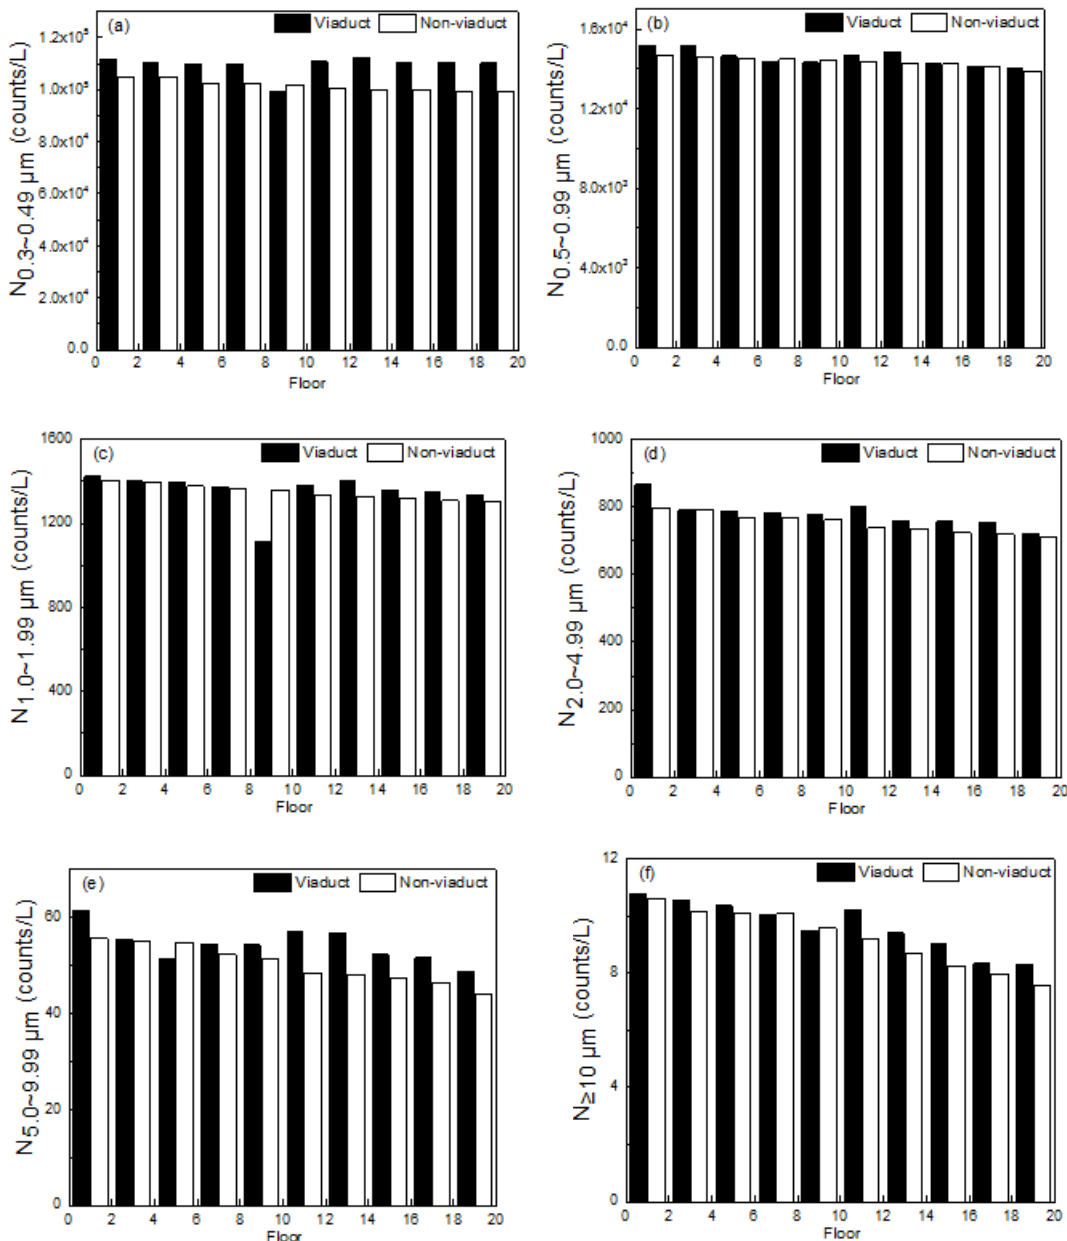 (a) Viaduct Non-viaduct
1.2x10⁵
1.0x10⁵
8.0x10⁴
6.0x10⁴
4.0x10⁴
2.0x10⁴
0.0
N0.3~0.49 µm (counts/L)
0 2 4 6 8 10 12 14 16 18 20
Floor
(b) Viaduct Non-viaduct
1.6x10⁴
1.2x10⁴
8.0x10³
4.0x10³
0.0
N0.5~0.99 µm (counts/L)
0 2 4 6 8 10 12 14 16 18 20
Floor
(c) Viaduct Non-viaduct
1600
1200
800
400
0
N1.0~1.99 µm (counts/L)
0 2 4 6 8 10 12 14 16 18 20
Floor
(d) Viaduct Non-viaduct
1000
800
600
400
200
0
N2.0~4.99 µm (counts/L)
0 2 4 6 8 10 12 14 16 18 20
Floor
(e) Viaduct Non-viaduct
60
40
20
0
N5.0~9.99 µm (counts/L)
0 2 4 6 8 10 12 14 16 18 20
Floor
(f) Viaduct Non-viaduct
12
8
4
0
N≥10 µm (counts/L)
0 2 4 6 8 10 12 14 16 18 20
Floor